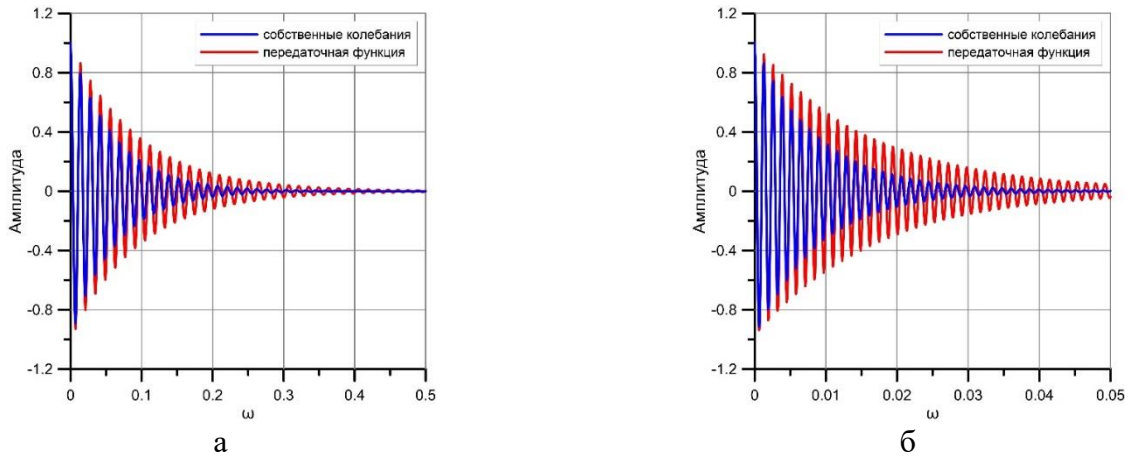 1.2
0.8
0.4
0
-0.4
-0.8
-1.2
Амплитуда
собственные колебания
передаточная функция
0 0.1 0.2 0.3 0.4 0.5
ω
а
1.2
0.8
0.4
0
-0.4
-0.8
-1.2
Амплитуда
собственные колебания
передаточная функция
0 0.01 0.02 0.03 0.04 0.05
ω
б